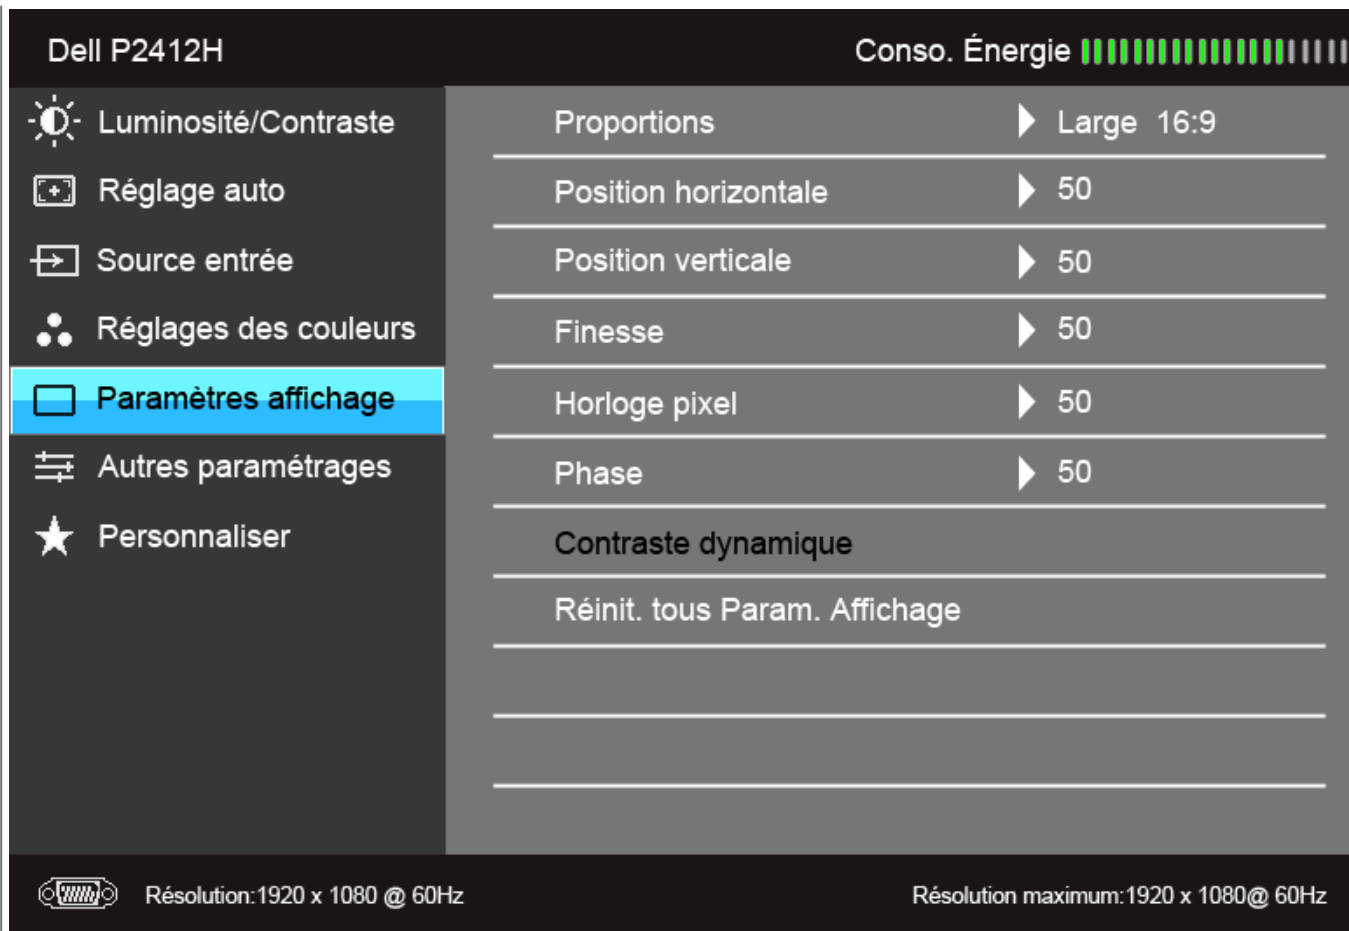 Dell P2412H Conso. Énergie
Luminosité/Contraste Proportions Large 16:9
Réglage auto Position horizontale 50
Source entrée Position verticale 50
Réglages des couleurs Finesse 50
Paramètres affichage Horloge pixel 50
Autres paramétrages Phase 50
Personnaliser Contraste dynamique
Réinit. tous Param. Affichage
Résolution:1920 x 1080 @ 60Hz Résolution maximum:1920 x 1080@ 60Hz